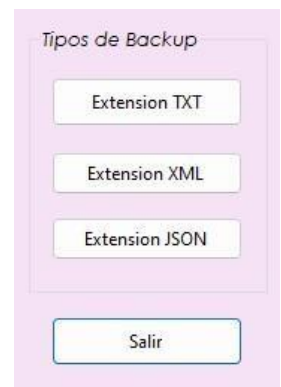 Tipos de Backup
Extension TXT
Extension XML
Extension JSON
Salir